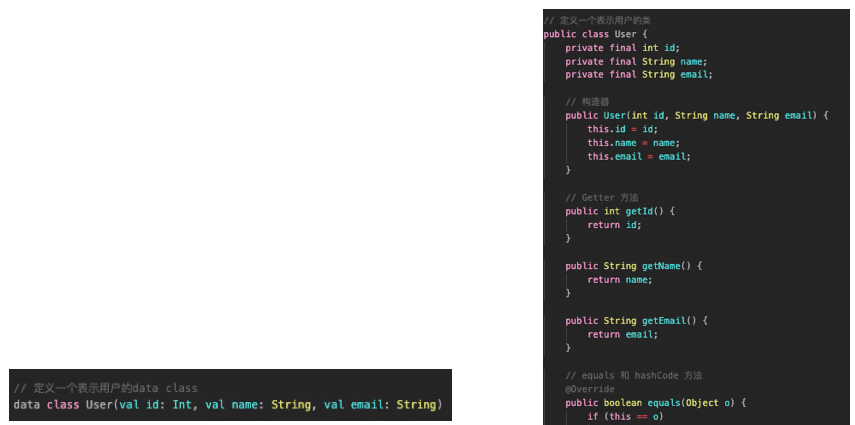 // 定义一个表示用户的data class
data class User(val id: Int, val name: String, val email: String)
// 定义一个表示用户的类
public class User {
private final int id;
private final String name;
private final String email;
// 构造器
public User(int id, String name, String email) {
this.id = id;
this.name = name;
this.email = email;
}
// Getter 方法
public int getId() {
return id;
}
public String getName() {
return name;
}
public String getEmail() {
return email;
}
// equals 和 hashCode 方法
@Override
public boolean equals(Object o) {
if (this == o)